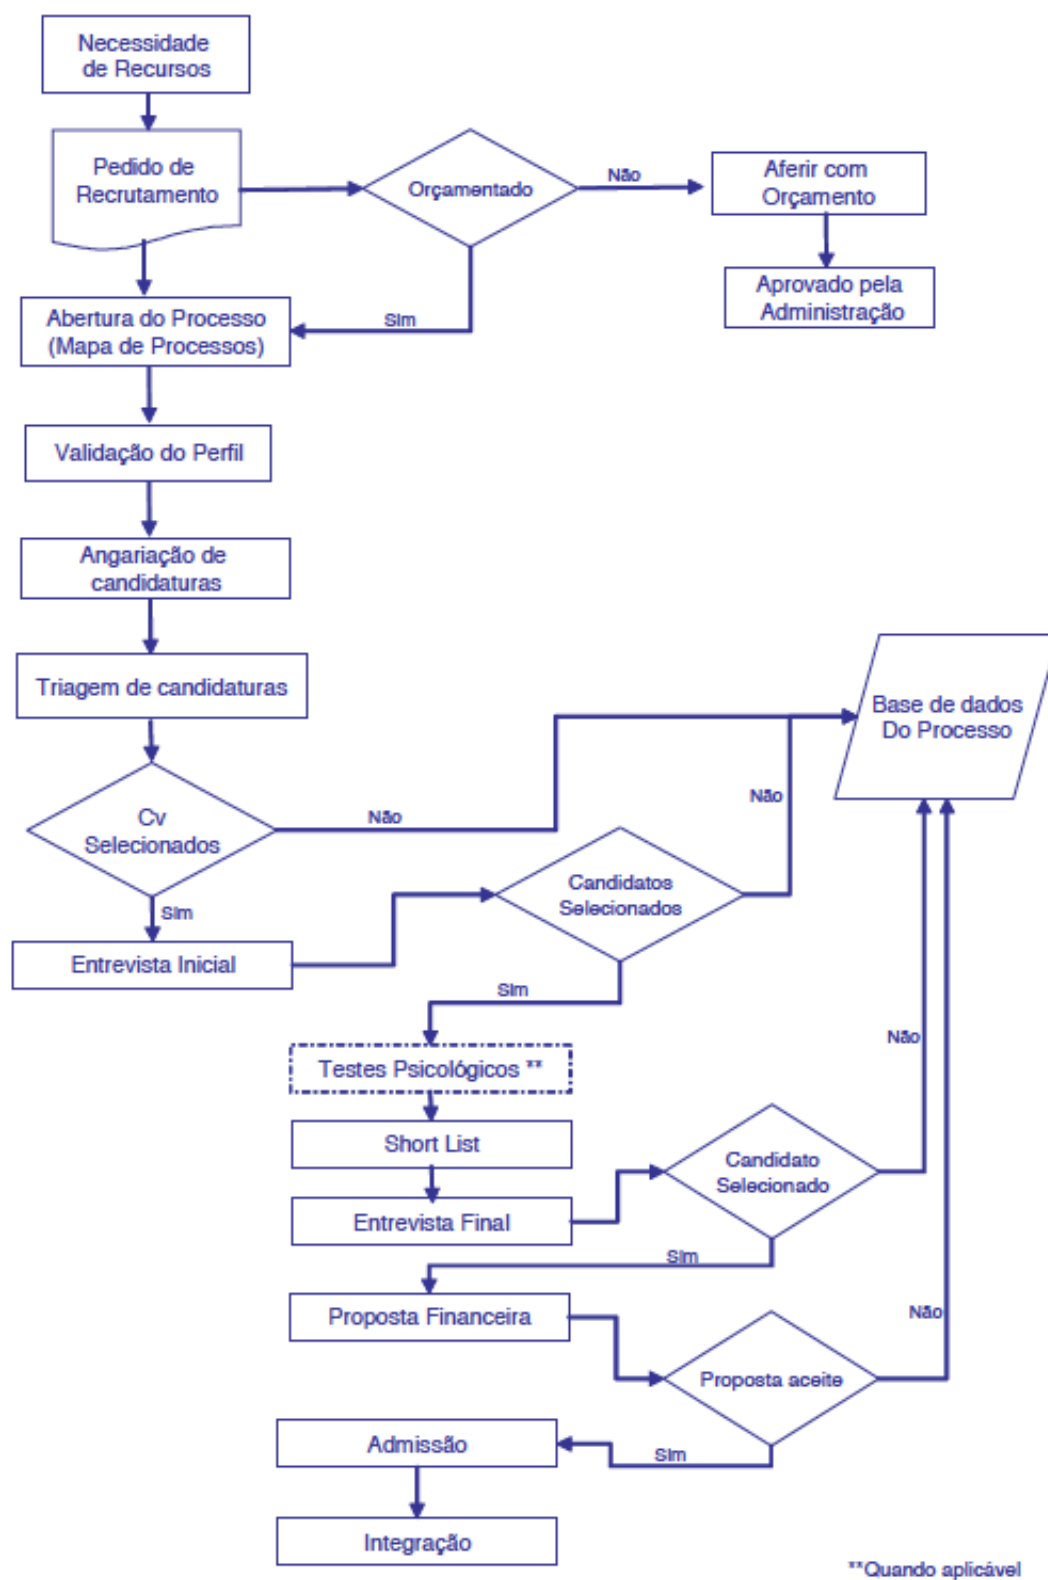 Necessidade
de Recursos
Pedido de
Recrutamento
Orçamentado
Não
Aferir com
Orçamento
Aprovado pela
Administração
Sim
Abertura do Processo
(Mapa de Processos)
Validação do Perfil
Angariação de
candidaturas
Triagem de candidaturas
Base de dados
Do Processo
Não
Cv
Selecionados
Não
Candidatos
Selecionados
Sim
Entrevista Inicial
Sim
Não
Testes Psicológicos **
Short List
Candidato
Selecionado
Entrevista Final
Sim
Proposta Financeira
Não
Proposta aceite
Admissão
Sim
Integração
**Quando aplicável